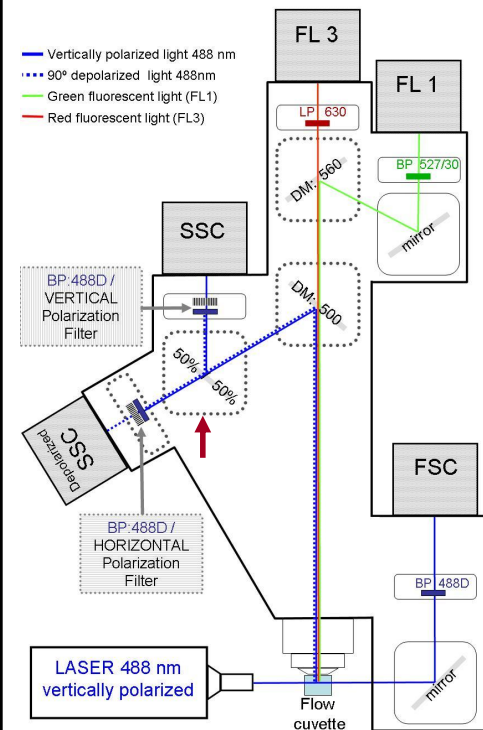 FL 3
Vertically polarized light 488 nm
90º depolarized light 488nm
Green fluorescent light (FL1)
Red fluorescent light (FL3)
FL 1
LP 630
BP 527/30
DM: 560
mirror
SSC
BP:488D /
VERTICAL
Polarization
Filter
DM: 500
50%
50%
SSC
Depolarized
FSC
BP:488D /
HORIZONTAL
Polarization
Filter
BP 488D
LASER 488 nm
vertically polarized
mirror
Flow
cuvette